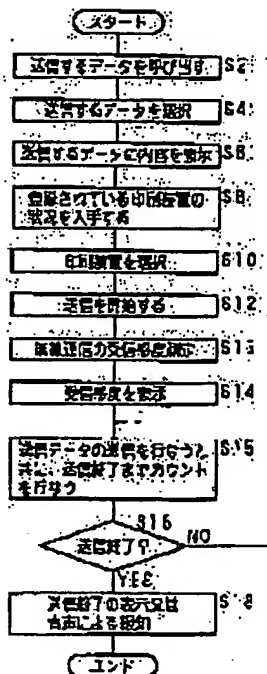 スタート
送信するデータを呼び出す S2
送信するデータを選択 S4
送信するデータに内容を表示 S6
登録されている印刷装置の
状況を入手する S8
印刷装置を選択 S10
送信を開始する S12
無線通信の受信感度検知 S13
受信感度を表示 S14
送信データの送信を行なうと
共に、送信終了までカウント
を行なう S15
S16
送信終了? NO
YES
送信終了の表示又は
音声による報知 S18
エンド